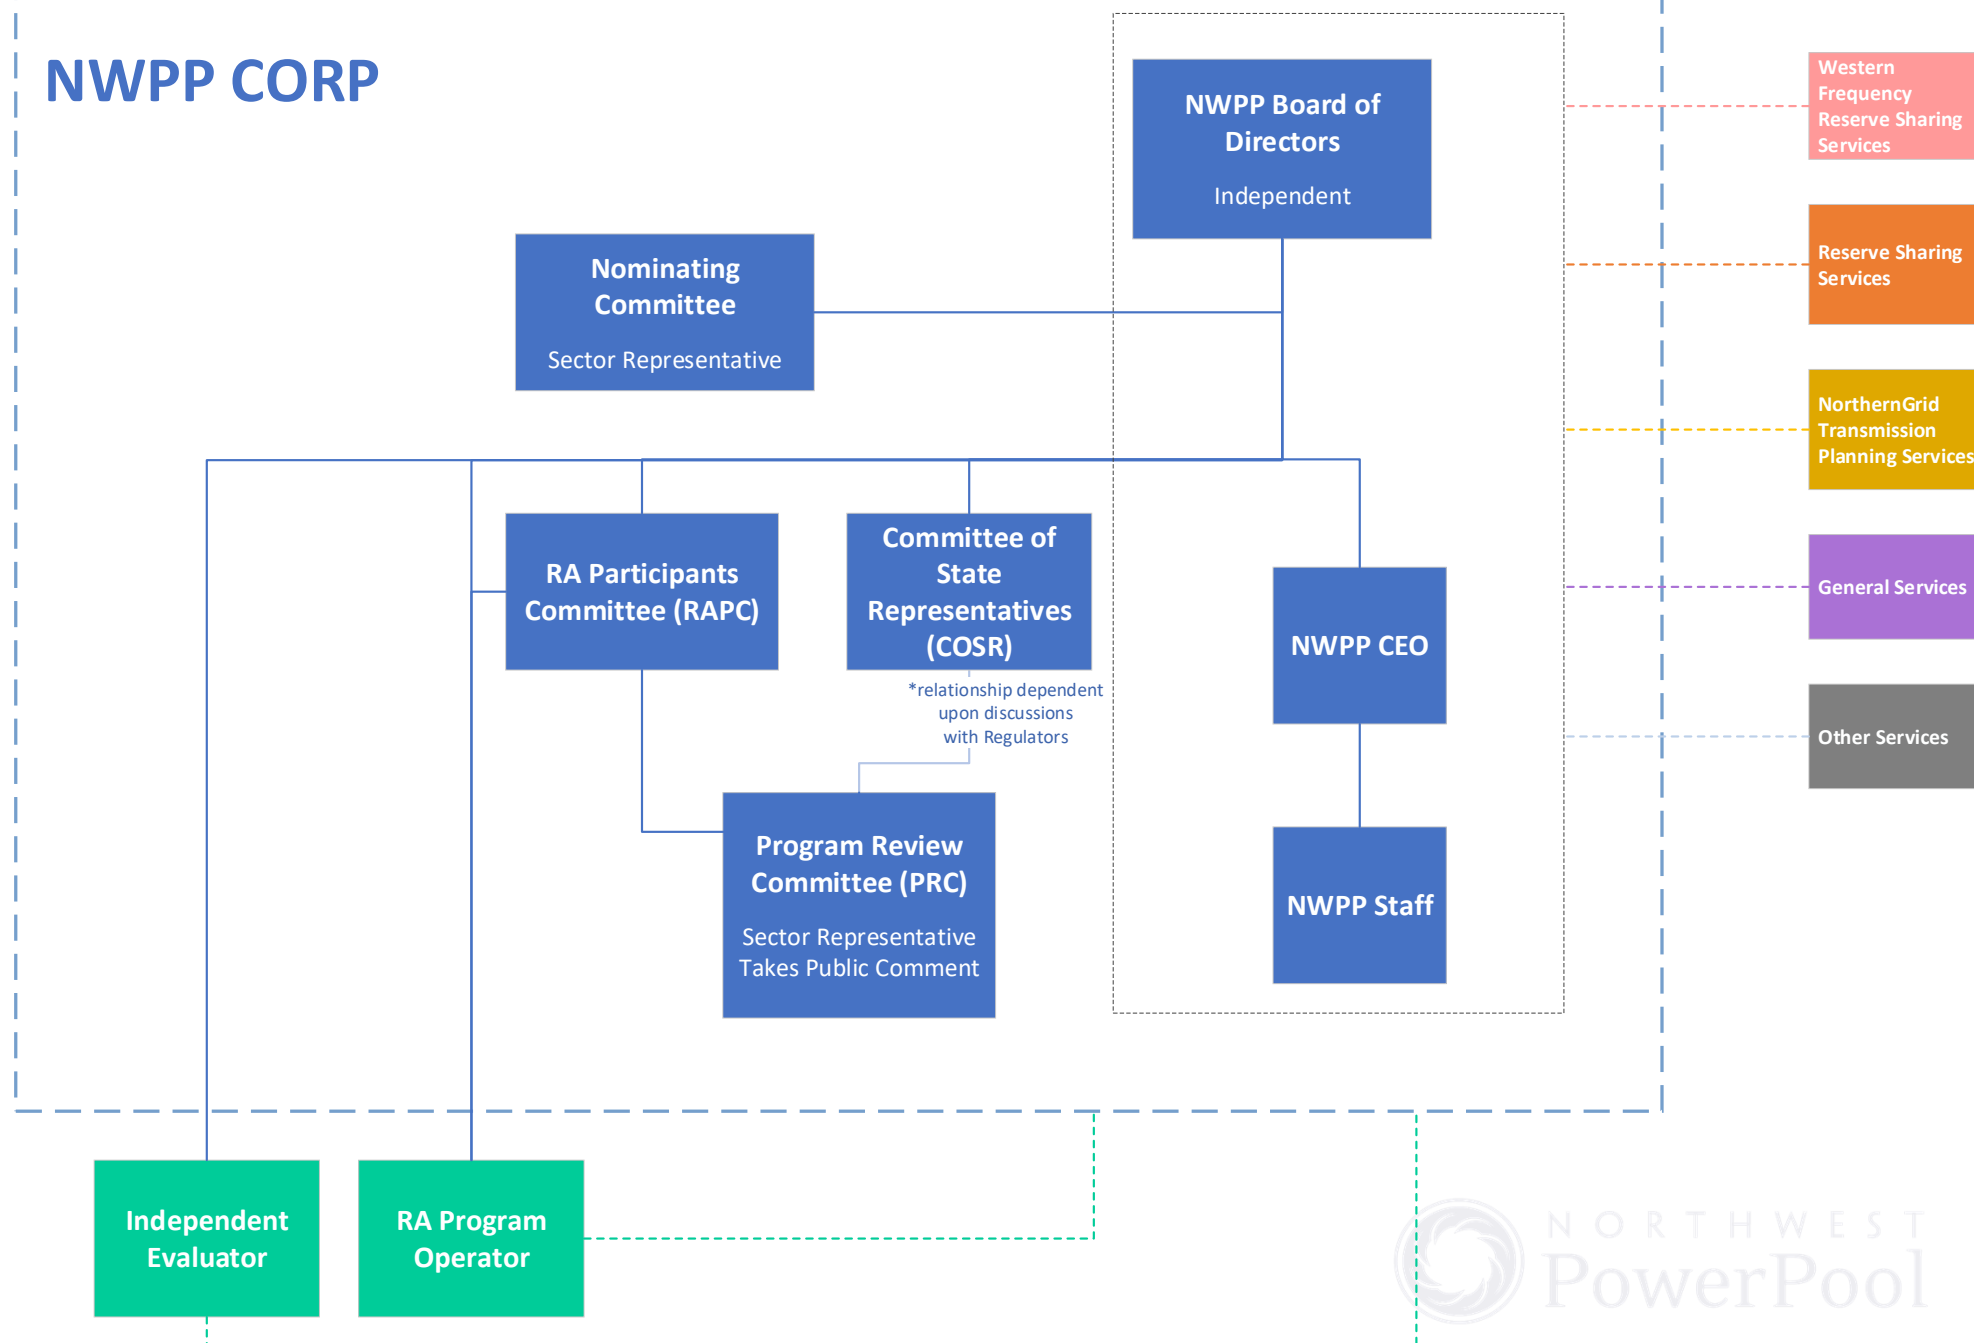 NWPP CORP
NWPP Board of
Directors
Independent
Nominating
Committee
Sector Representative
RA Participants
Committee (RAPC)
Committee of
State
Representatives
(COSR)
*relationship dependent
upon discussions
with Regulators
NWPP CEO
Program Review
Committee (PRC)
Sector Representative
Takes Public Comment
NWPP Staff
Independent
Evaluator
RA Program
Operator
Western
Frequency
Reserve Sharing
Services
Reserve Sharing
Services
NorthernGrid
Transmission
Planning Services
General Services
Other Services
NORTHWEST
PowerPool